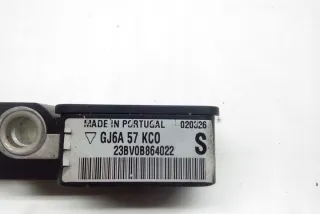 MADE IN PORTUGAL 020326
GJ6A 57 KC0 S
23BV0B864022